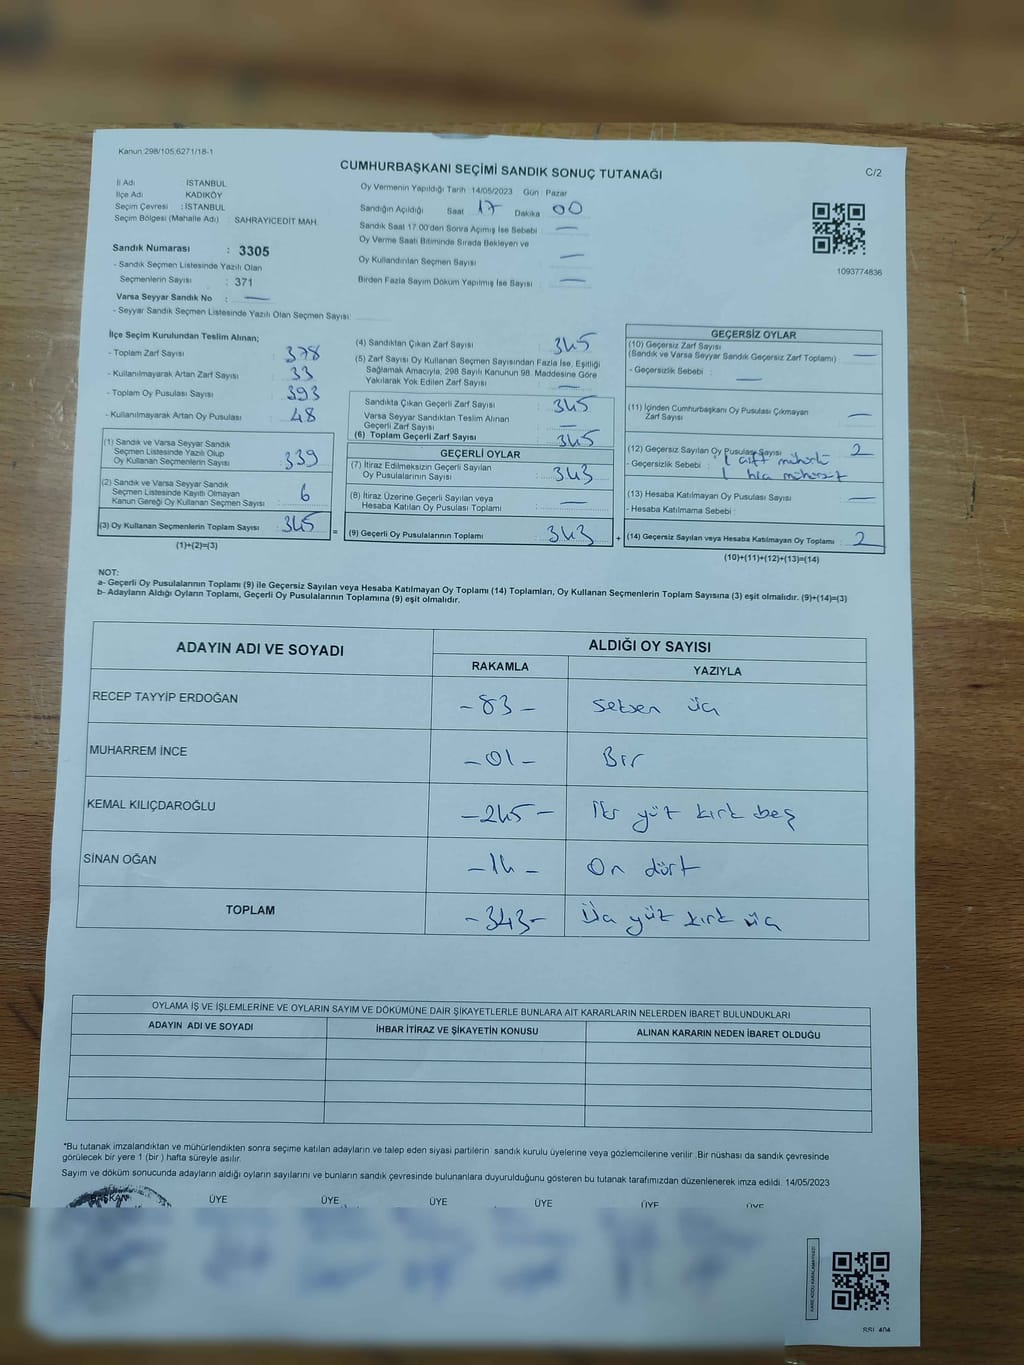 Kanun:298/105,6271/18-1
CUMHURBAŞKANI SEÇİMİ SANDIK SONUÇ TUTANAĞI
C/2
İl Adı : İSTANBUL
İlçe Adı : KADIKÖY
Seçim Çevresi : İSTANBUL
Seçim Bölgesi (Mahalle Adı) : SAHRAYICEDİT MAH.
Sandık Numarası : 3305
- Sandık Seçmen Listesinde Yazılı Olan
Seçmenlerin Sayısı : 371
Varsa Seyyar Sandık No : —
- Seyyar Sandık Seçmen Listesinde Yazılı Olan Seçmen Sayısı:
Oy Vermenin Yapıldığı Tarih :14/05/2023 Gün : Pazar
Sandığın Açıldığı Saat 17 Dakika 00
Sandık Saat 17:00'den Sonra Açılmış İse Sebebi —
Oy Verme Saati Bitiminde Sırada Bekleyen ve
Oy Kullandırılan Seçmen Sayısı —
Birden Fazla Sayım Döküm Yapılmış İse Sayısı —
1093774836
İlçe Seçim Kurulundan Teslim Alınan;
- Toplam Zarf Sayısı : 378
- Kullanılmayarak Artan Zarf Sayısı : 33
- Toplam Oy Pusulası Sayısı : 393
- Kullanılmayarak Artan Oy Pusulası : 48
(1) Sandık ve Varsa Seyyar Sandık
Seçmen Listesinde Yazılı Olup
Oy Kullanan Seçmenlerin Sayısı : 339
(2) Sandık ve Varsa Seyyar Sandık
Seçmen Listesinde Kayıtlı Olmayan
Kanun Gereği Oy Kullanan Seçmen Sayısı : 6
(3) Oy Kullanan Seçmenlerin Toplam Sayısı : 345
(1)+(2)=(3)
(4) Sandıktan Çıkan Zarf Sayısı : 345
(5) Zarf Sayısı Oy Kullanan Seçmen Sayısından Fazla İse, Eşitliği
Sağlamak Amacıyla, 298 Sayılı Kanunun 98. Maddesine Göre
Yakılarak Yok Edilen Zarf Sayısı : —
Sandıkta Çıkan Geçerli Zarf Sayısı : 345
Varsa Seyyar Sandıktan Teslim Alınan
Geçerli Zarf Sayısı : —
(6) Toplam Geçerli Zarf Sayısı : 345
GEÇERLİ OYLAR
(7) İtiraz Edilmeksizin Geçerli Sayılan
Oy Pusulalarının Sayısı : 343
(8) İtiraz Üzerine Geçerli Sayılan veya
Hesaba Katılan Oy Pusulası Toplamı : —
= (9) Geçerli Oy Pusulalarının Toplamı : 343
GEÇERSİZ OYLAR
(10) Geçersiz Zarf Sayısı
(Sandık ve Varsa Seyyar Sandık Geçersiz Zarf Toplamı) : —
- Geçersizlik Sebebi : —
(11) İçinden Cumhurbaşkanı Oy Pusulası Çıkmayan
Zarf Sayısı : —
(12) Geçersiz Sayılan Oy Pusulası Sayısı : 2
- Geçersizlik Sebebi : 1 çift mühürlü
1 hiç mühürsüz
(13) Hesaba Katılmayan Oy Pusulası Sayısı : —
- Hesaba Katılmama Sebebi :
+ (14) Geçersiz Sayılan veya Hesaba Katılmayan Oy Toplamı : 2
(10)+(11)+(12)+(13)=(14)
NOT:
a- Geçerli Oy Pusulalarının Toplamı (9) ile Geçersiz Sayılan veya Hesaba Katılmayan Oy Toplamı (14) Toplamları, Oy Kullanan Seçmenlerin Toplam Sayısına (3) eşit olmalıdır. (9)+(14)=(3)
b- Adayların Aldığı Oyların Toplamı, Geçerli Oy Pusulalarının Toplamına (9) eşit olmalıdır.
ADAYIN ADI VE SOYADI
ALDIĞI OY SAYISI
RAKAMLA YAZIYLA
RECEP TAYYİP ERDOĞAN - 83 - seksen üç
MUHARREM İNCE - 01 - Bir
KEMAL KILIÇDAROĞLU - 245 - iki yüz kırk beş
SİNAN OĞAN - 14 - On dört
TOPLAM - 343 - Üç yüz kırk üç
OYLAMA İŞ VE İŞLEMLERİNE VE OYLARIN SAYIM VE DÖKÜMÜNE DAİR ŞİKAYETLERLE BUNLARA AİT KARARLARIN NELERDEN İBARET BULUNDUKLARI
ADAYIN ADI VE SOYADI İHBAR İTİRAZ VE ŞİKAYETİN KONUSU ALINAN KARARIN NEDEN İBARET OLDUĞU
*Bu tutanak imzalandıktan ve mühürlendikten sonra seçime katılan adayların ve talep eden siyasi partilerin sandık kurulu üyelerine veya gözlemcilerine verilir. Bir nüshası da sandık çevresinde
görülecek bir yere 1 (bir ) hafta süreyle asılır.
Sayım ve döküm sonucunda adayların aldığı oyların sayılarını ve bunların sandık çevresinde bulunanlara duyurulduğunu gösteren bu tutanak tarafımızdan düzenlenerek imza edildi. 14/05/2023
BAŞKAN ÜYE ÜYE ÜYE ÜYE ÜYE ÜYE